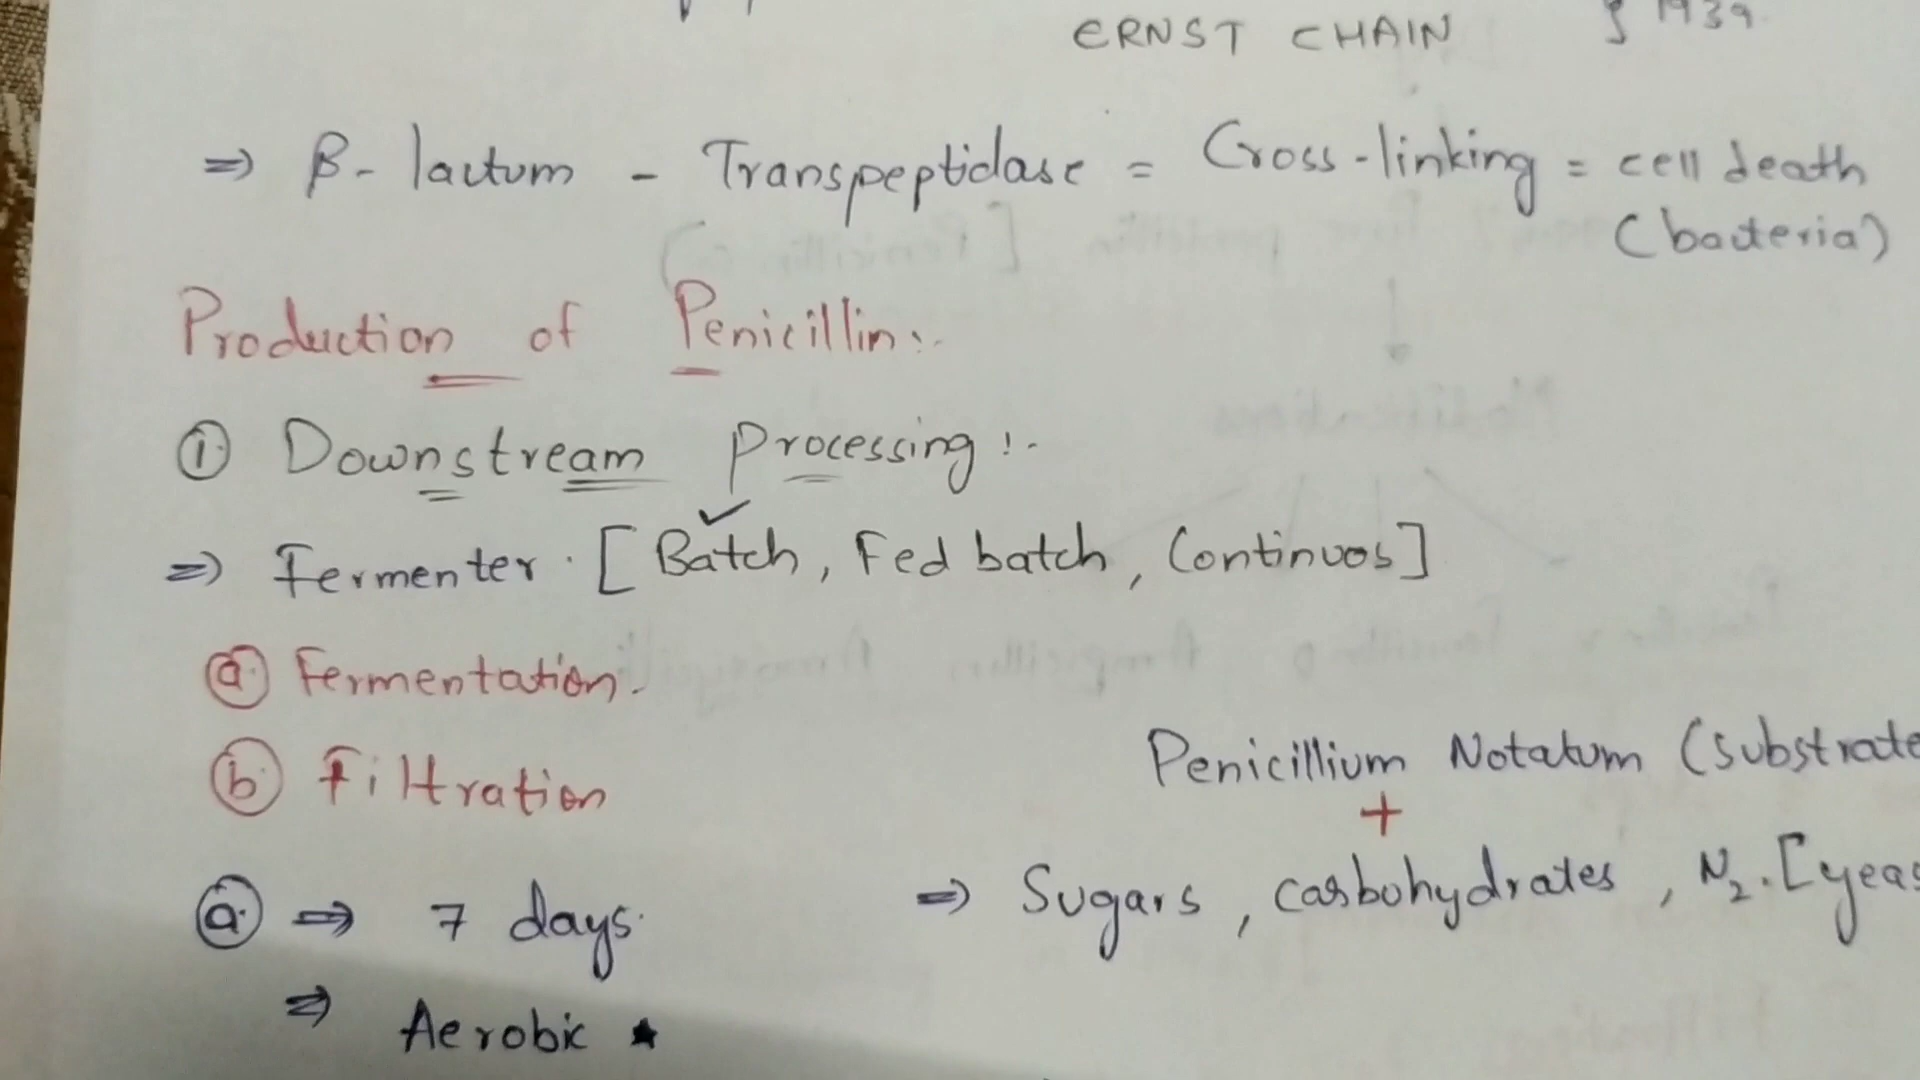 ERNST CHAIN } 1939
⇒ β- lactum - Transpeptidase = Cross-linking = cell death
(bacteria)
Production of Penicillin:-
① Downstream Processing :-
⇒ Fermenter. [Batch, Fed batch, Continuos]
ⓐ Fermentation.
ⓑ Filtration
Penicillium Notatum (Substrate
+
ⓐ ⇒ 7 days.
⇒ Sugars, carbohydrates, N₂. [yeas
⇒ Aerobic ★